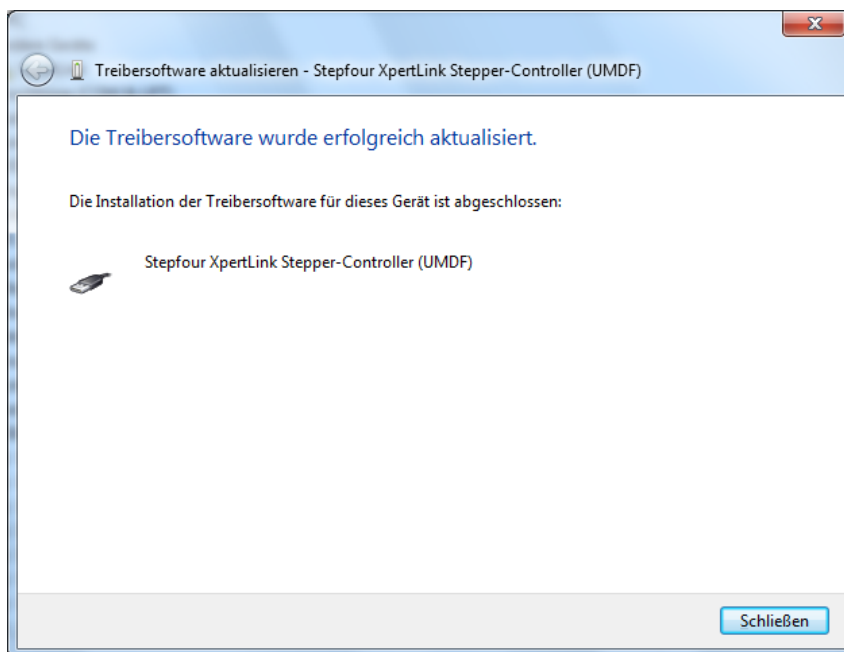 Treibersoftware aktualisieren - Stepfour XpertLink Stepper-Controller (UMDF)
Die Treibersoftware wurde erfolgreich aktualisiert.
Die Installation der Treibersoftware für dieses Gerät ist abgeschlossen:
Stepfour XpertLink Stepper-Controller (UMDF)
Schließen